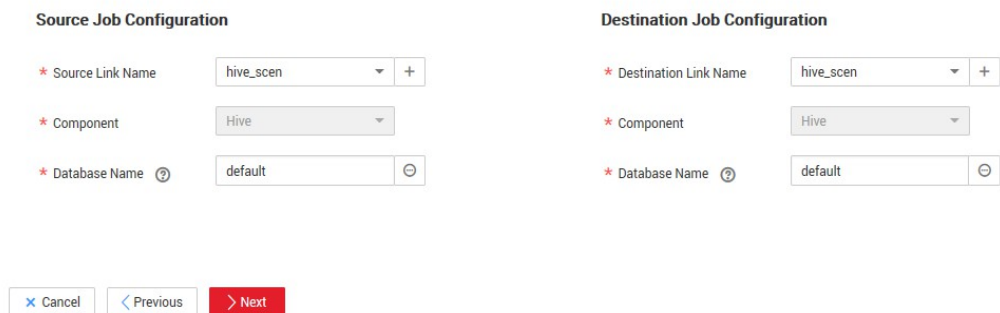 Source Job Configuration
Destination Job Configuration
* Source Link Name hive_scen +
* Destination Link Name hive_scen +
* Component Hive
* Component Hive
* Database Name ? default
* Database Name ? default
× Cancel < Previous > Next